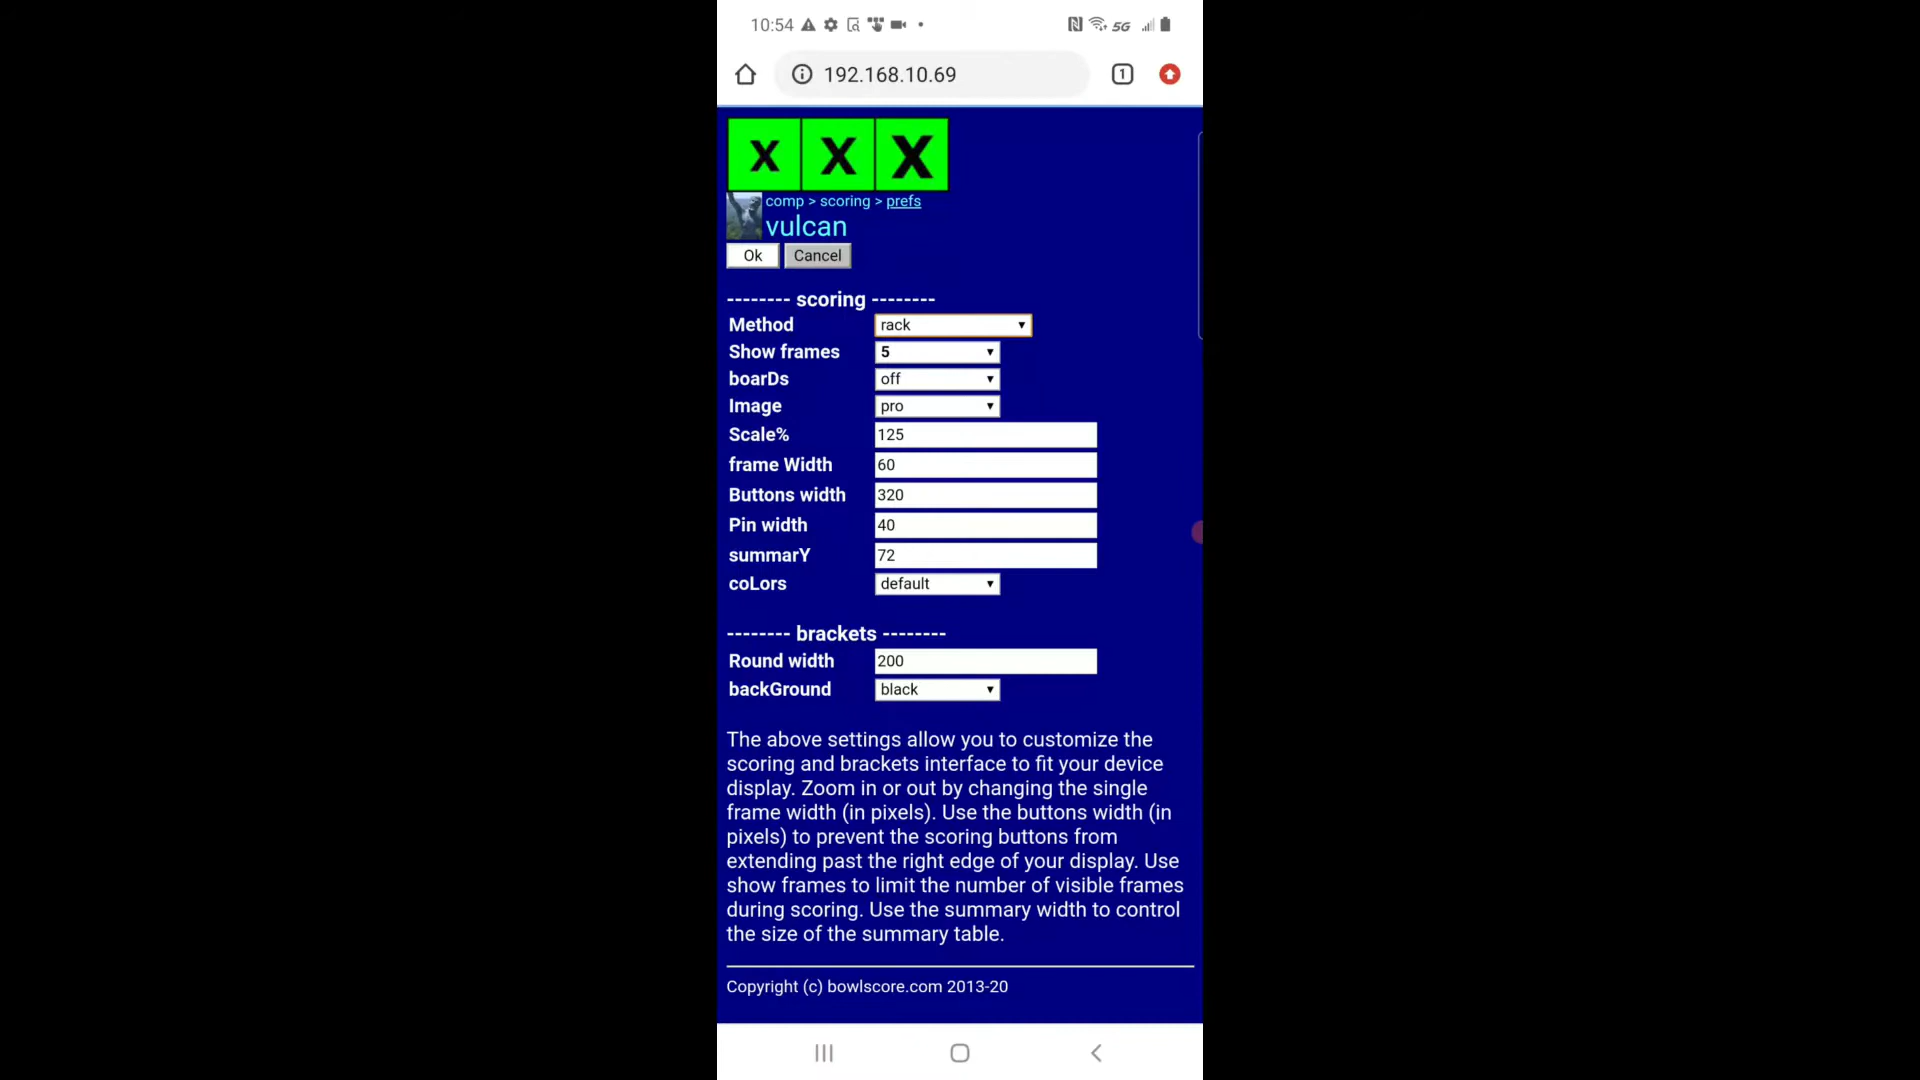 10:54 5G
192.168.10.69 1
X X X
comp > scoring > prefs
vulcan
Ok Cancel
-------- scoring --------
Method rack
Show frames 5
boarDs off
Image pro
Scale% 125
frame Width 60
Buttons width 320
Pin width 40
summarY 72
coLors default
-------- brackets --------
Round width 200
backGround black
The above settings allow you to customize the
scoring and brackets interface to fit your device
display. Zoom in or out by changing the single
frame width (in pixels). Use the buttons width (in
pixels) to prevent the scoring buttons from
extending past the right edge of your display. Use
show frames to limit the number of visible frames
during scoring. Use the summary width to control
the size of the summary table.
Copyright (c) bowlscore.com 2013-20